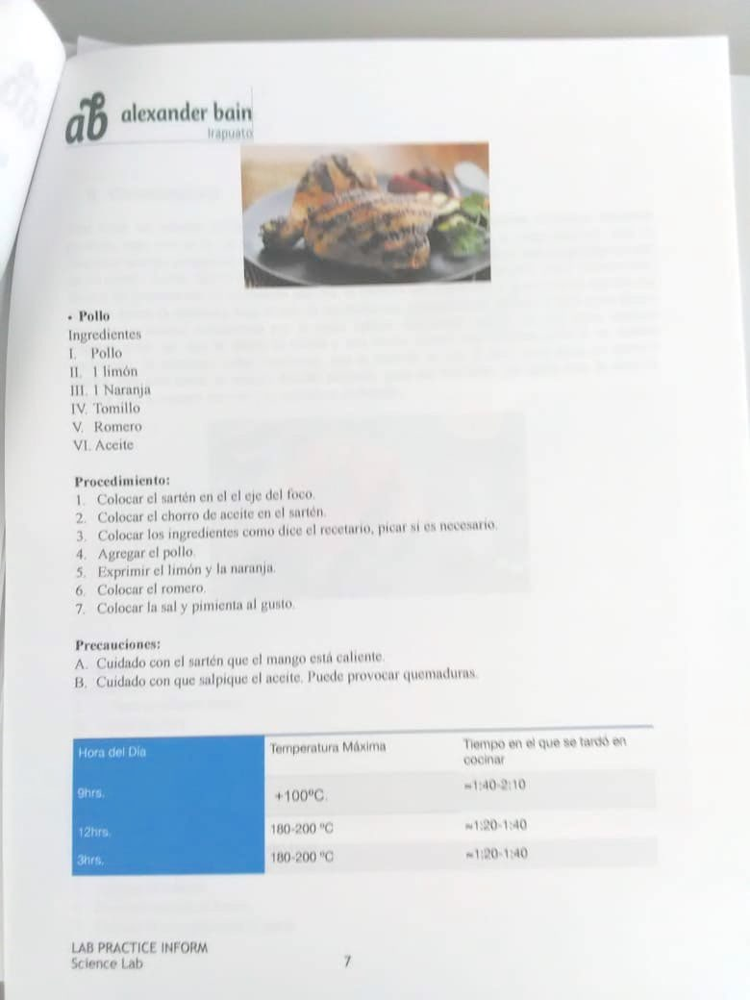 ab alexander bain
Irapuato
• Pollo
Ingredientes
I. Pollo
II. 1 limón
III. 1 Naranja
IV. Tomillo
V. Romero
VI. Aceite
Procedimiento:
1. Colocar el sartén en el el eje del foco.
2. Colocar el chorro de aceite en el sartén.
3. Colocar los ingredientes como dice el recetario, picar si es necesario.
4. Agregar el pollo.
5. Exprimir el limón y la naranja.
6. Colocar el romero.
7. Colocar la sal y pimienta al gusto.
Precauciones:
A. Cuidado con el sartén que el mango está caliente.
B. Cuidado con que salpique el aceite. Puede provocar quemaduras.
Hora del Día Temperatura Máxima Tiempo en el que se tardó en
cocinar
9hrs. +100ºC. ≈1:40-2:10
12hrs. 180-200 ºC ≈1:20-1:40
3hrs. 180-200 ºC ≈1:20-1:40
LAB PRACTICE INFORM
Science Lab 7